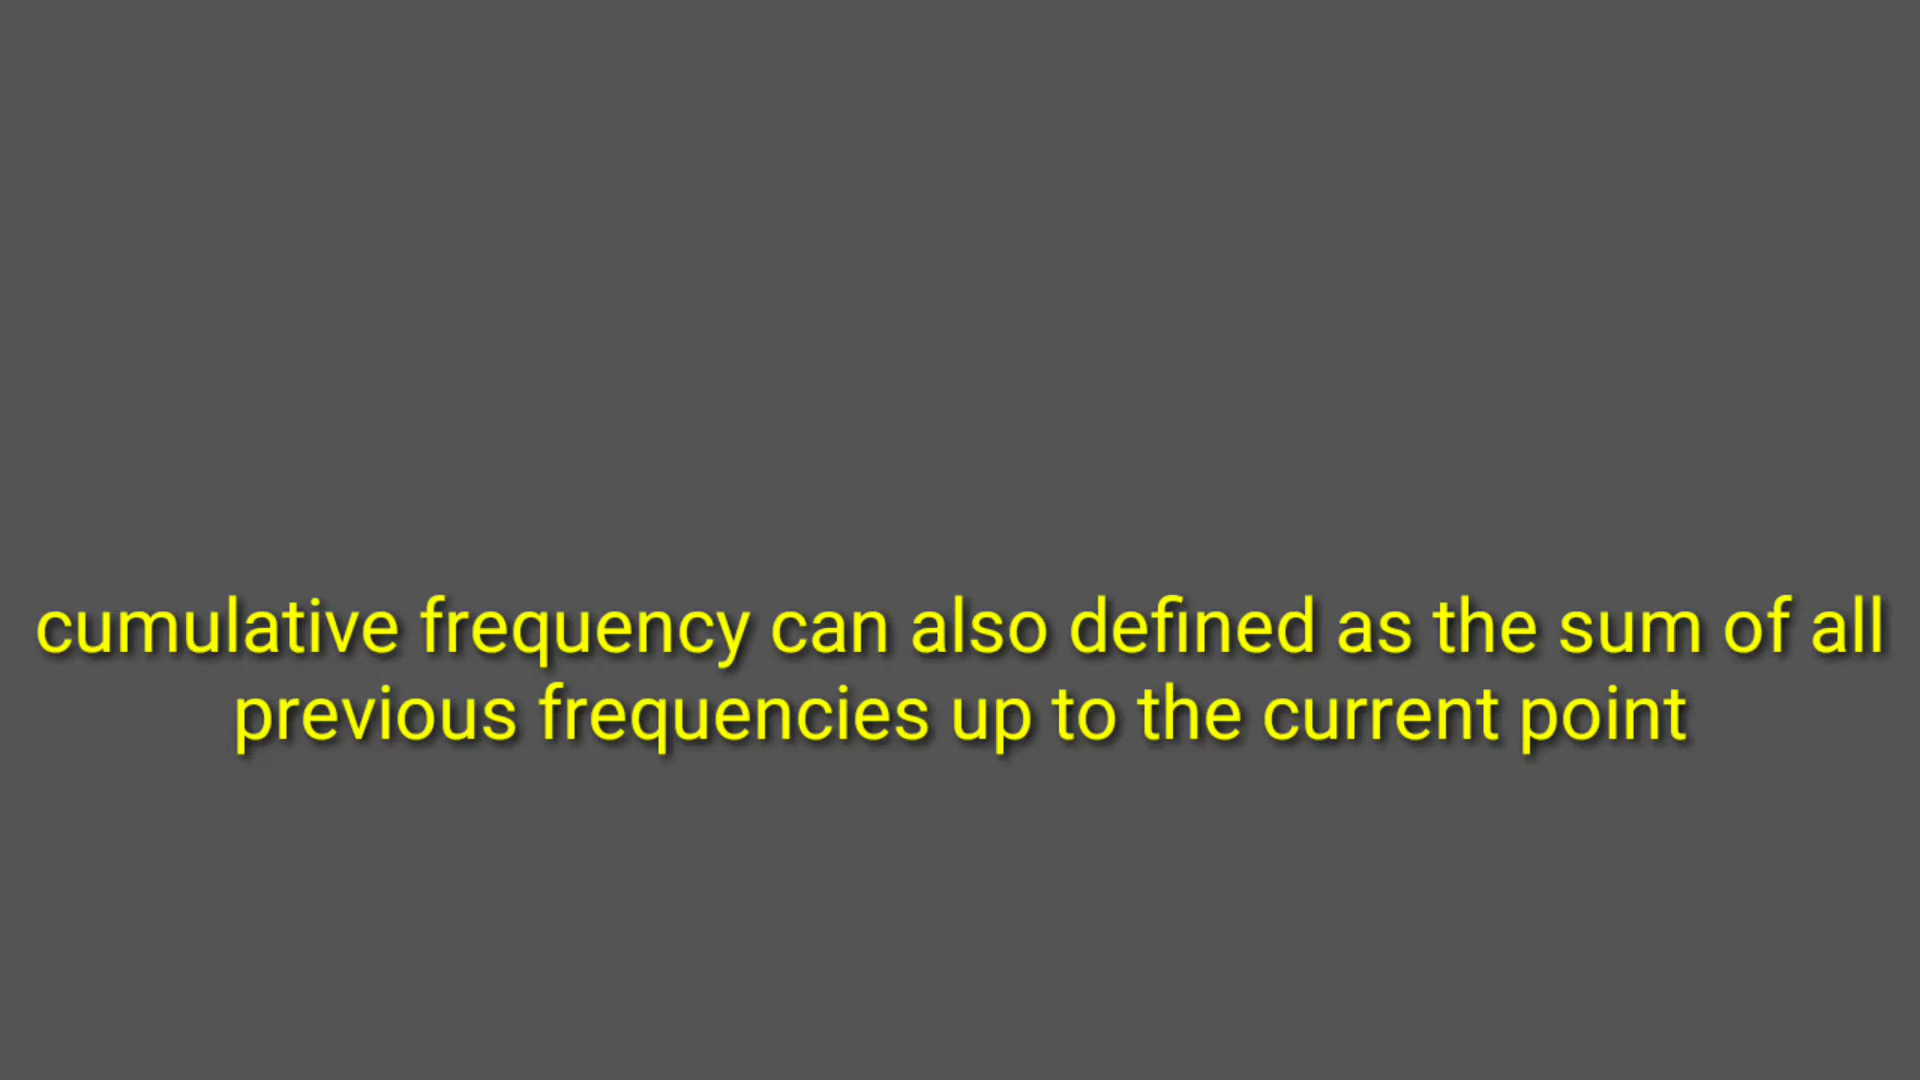 cumulative frequency can also defined as the sum of all
previous frequencies up to the current point